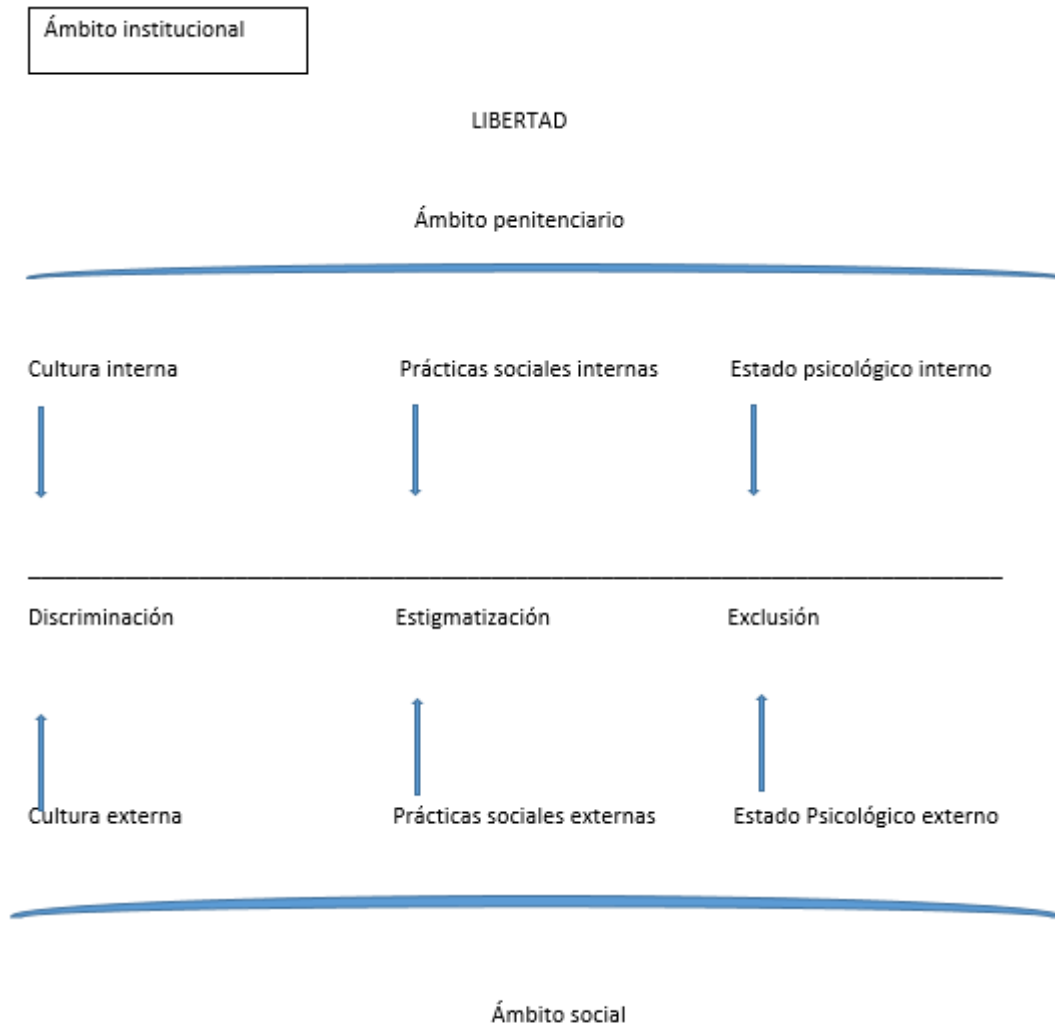 Ámbito institucional
LIBERTAD
Ámbito penitenciario
Cultura interna Prácticas sociales internas Estado psicológico interno
Discriminación Estigmatización Exclusión
Cultura externa Prácticas sociales externas Estado Psicológico externo
Ámbito social